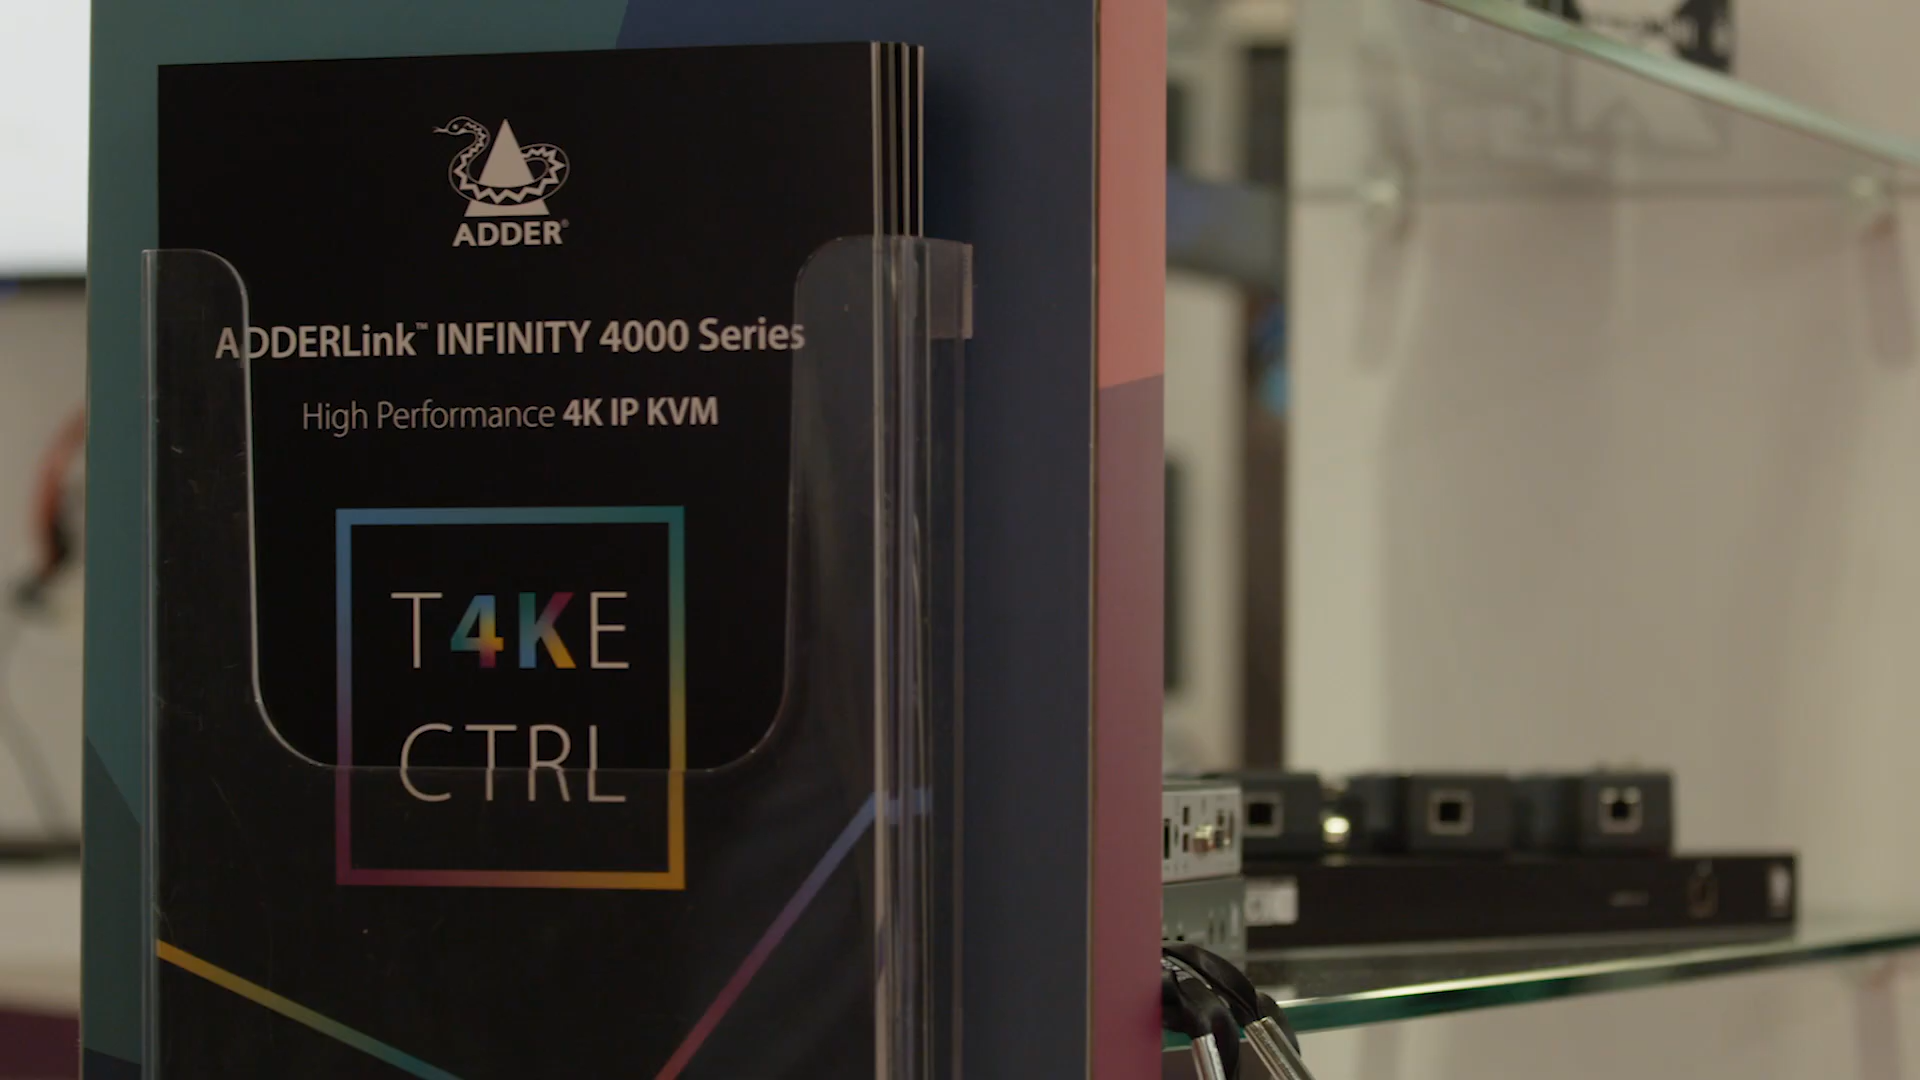 ADDER®
ADDERLink™ INFINITY 4000 Series
High Performance 4K IP KVM
T4KE
CTRL